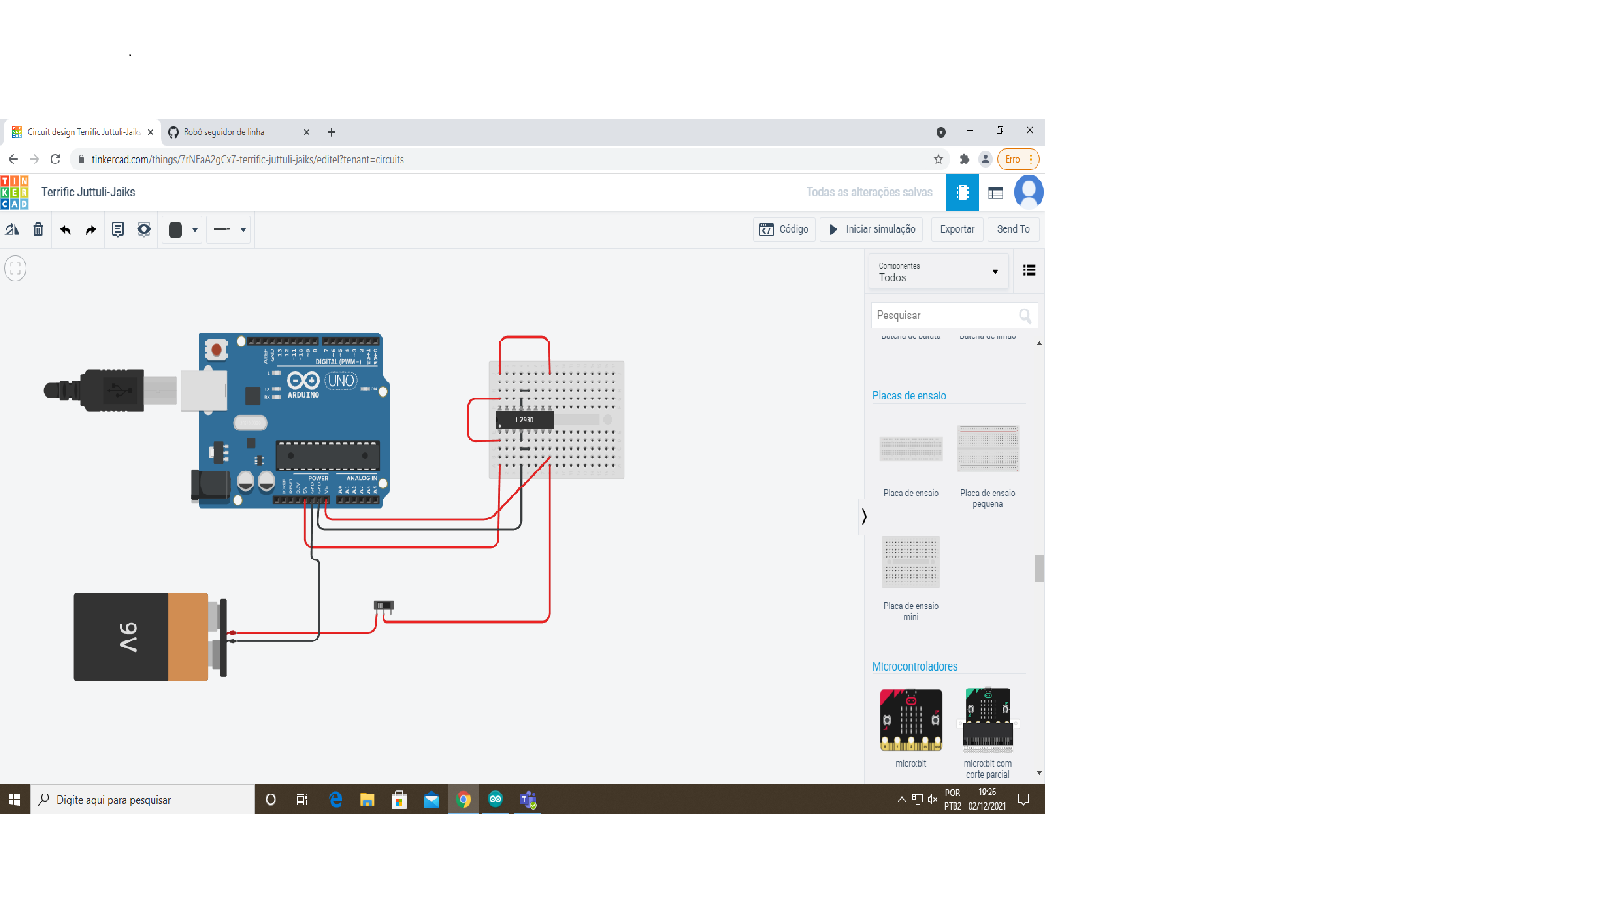 Circuit design Terrific Juttuli-Jaiks
Robô seguidor de linha
tinkercad.com/things/7rNFaA2gCx7-terrific-juttuli-jaiks/editel?tenant=circuits
Erro
TIN
KER
CAD
Terrific Juttuli-Jaiks
Todas as alterações salvas
Código
Iniciar simulação
Exportar
Send To
Componentes
Todos
Pesquisar
Placas de ensaio
Placa de ensaio
Placa de ensaio
pequena
Placa de ensaio
mini
Microcontroladores
micro:bit
micro:bit com
corte parcial
DIGITAL (PWM~)
UNO
ARDUINO
POWER
ANALOG IN
L293D
9V
Digite aqui para pesquisar
POR
PTB2
02/12/2021